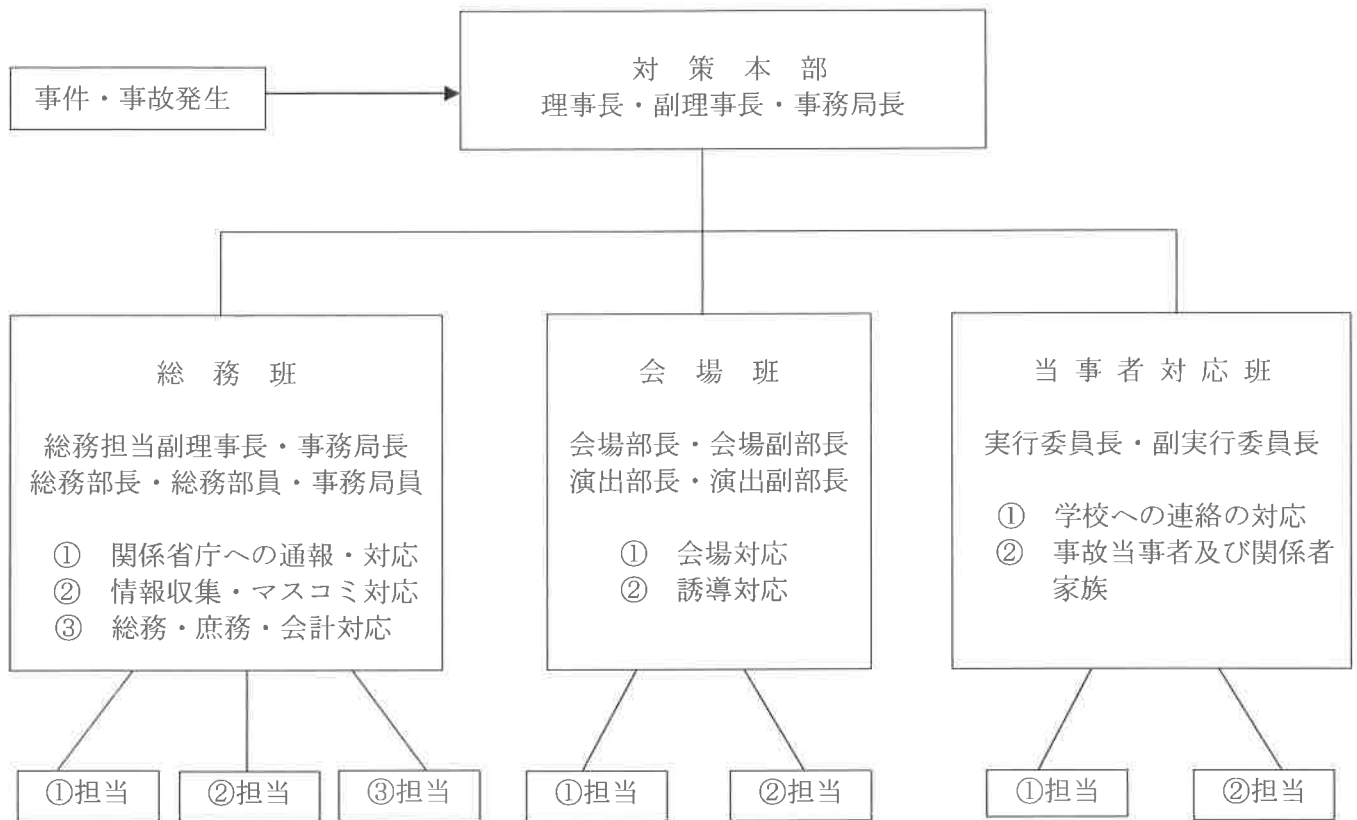 事件・事故発生
対　策　本　部
理事長・副理事長・事務局長
総　務　班
総務担当副理事長・事務局長
総務部長・総務部員・事務局員
①　関係省庁への通報・対応
②　情報収集・マスコミ対応
③　総務・庶務・会計対応
会　場　班
会場部長・会場副部長
演出部長・演出副部長
①　会場対応
②　誘導対応
当 事 者 対 応 班
実行委員長・副実行委員長
①　学校への連絡の対応
②　事故当事者及び関係者
家族
①担当
②担当
③担当
①担当
②担当
①担当
②担当